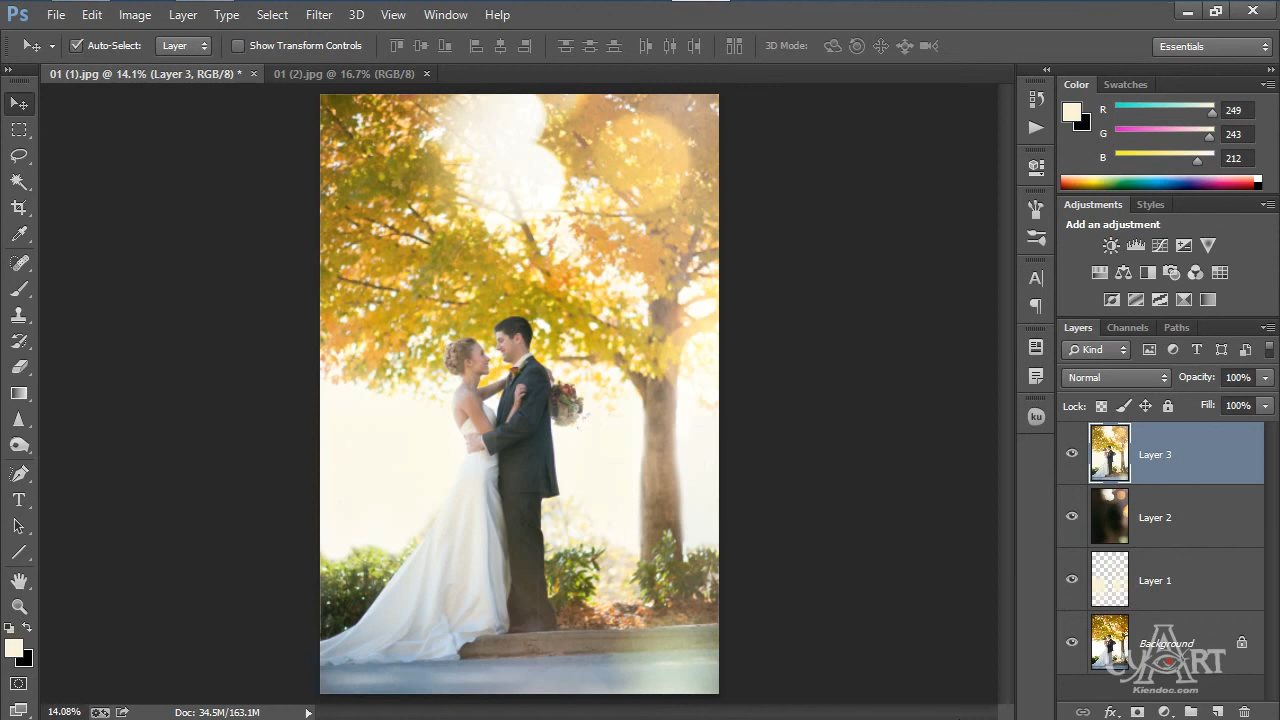 Ps File Edit Image Layer Type Select Filter 3D View Window Help
Auto-Select: Layer Show Transform Controls 3D Mode: Essentials
01 (1).jpg @ 14.1% (Layer 3, RGB/8) * × 01 (2).jpg @ 16.7% (RGB/8) ×
Color Swatches
R 249
G 243
B 212
Adjustments Styles
Add an adjustment
Layers Channels Paths
Kind
Normal Opacity: 100%
Lock: Fill: 100%
ku
Layer 3
Layer 2
Layer 1
Background
CYART
Kiendoc.com
14.08% Doc: 34.5M/163.1M